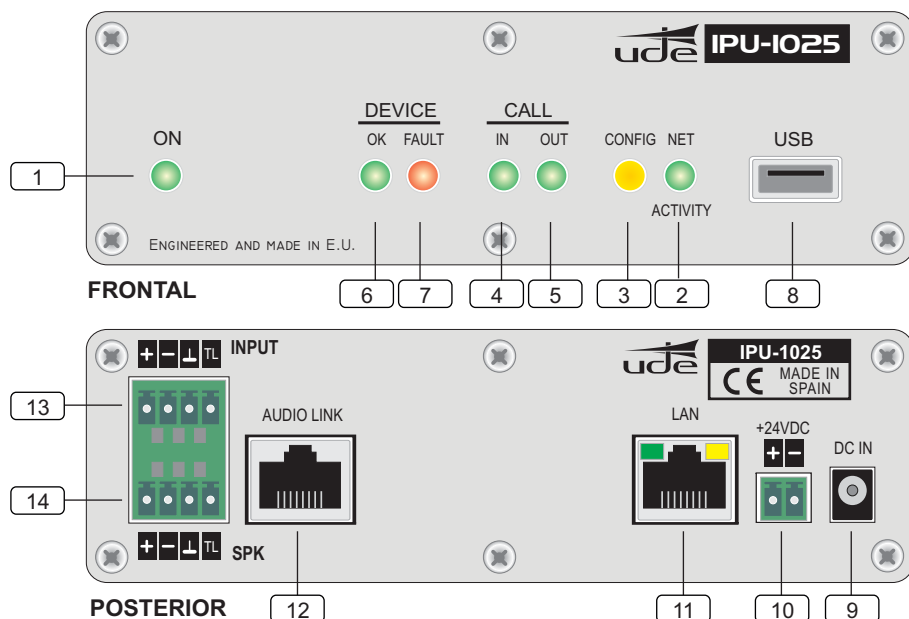 ude IPU-1025
DEVICE CALL
ON OK FAULT IN OUT CONFIG NET USB
1
ACTIVITY
ENGINEERED AND MADE IN E.U.
FRONTAL
6 7 4 5 3 2 8
+ − ⊥ TL INPUT
ude IPU-1025
CE MADE IN
SPAIN
13
AUDIO LINK LAN +24VDC
+ − DC IN
14
+ − ⊥ TL SPK
POSTERIOR
12 11 10 9